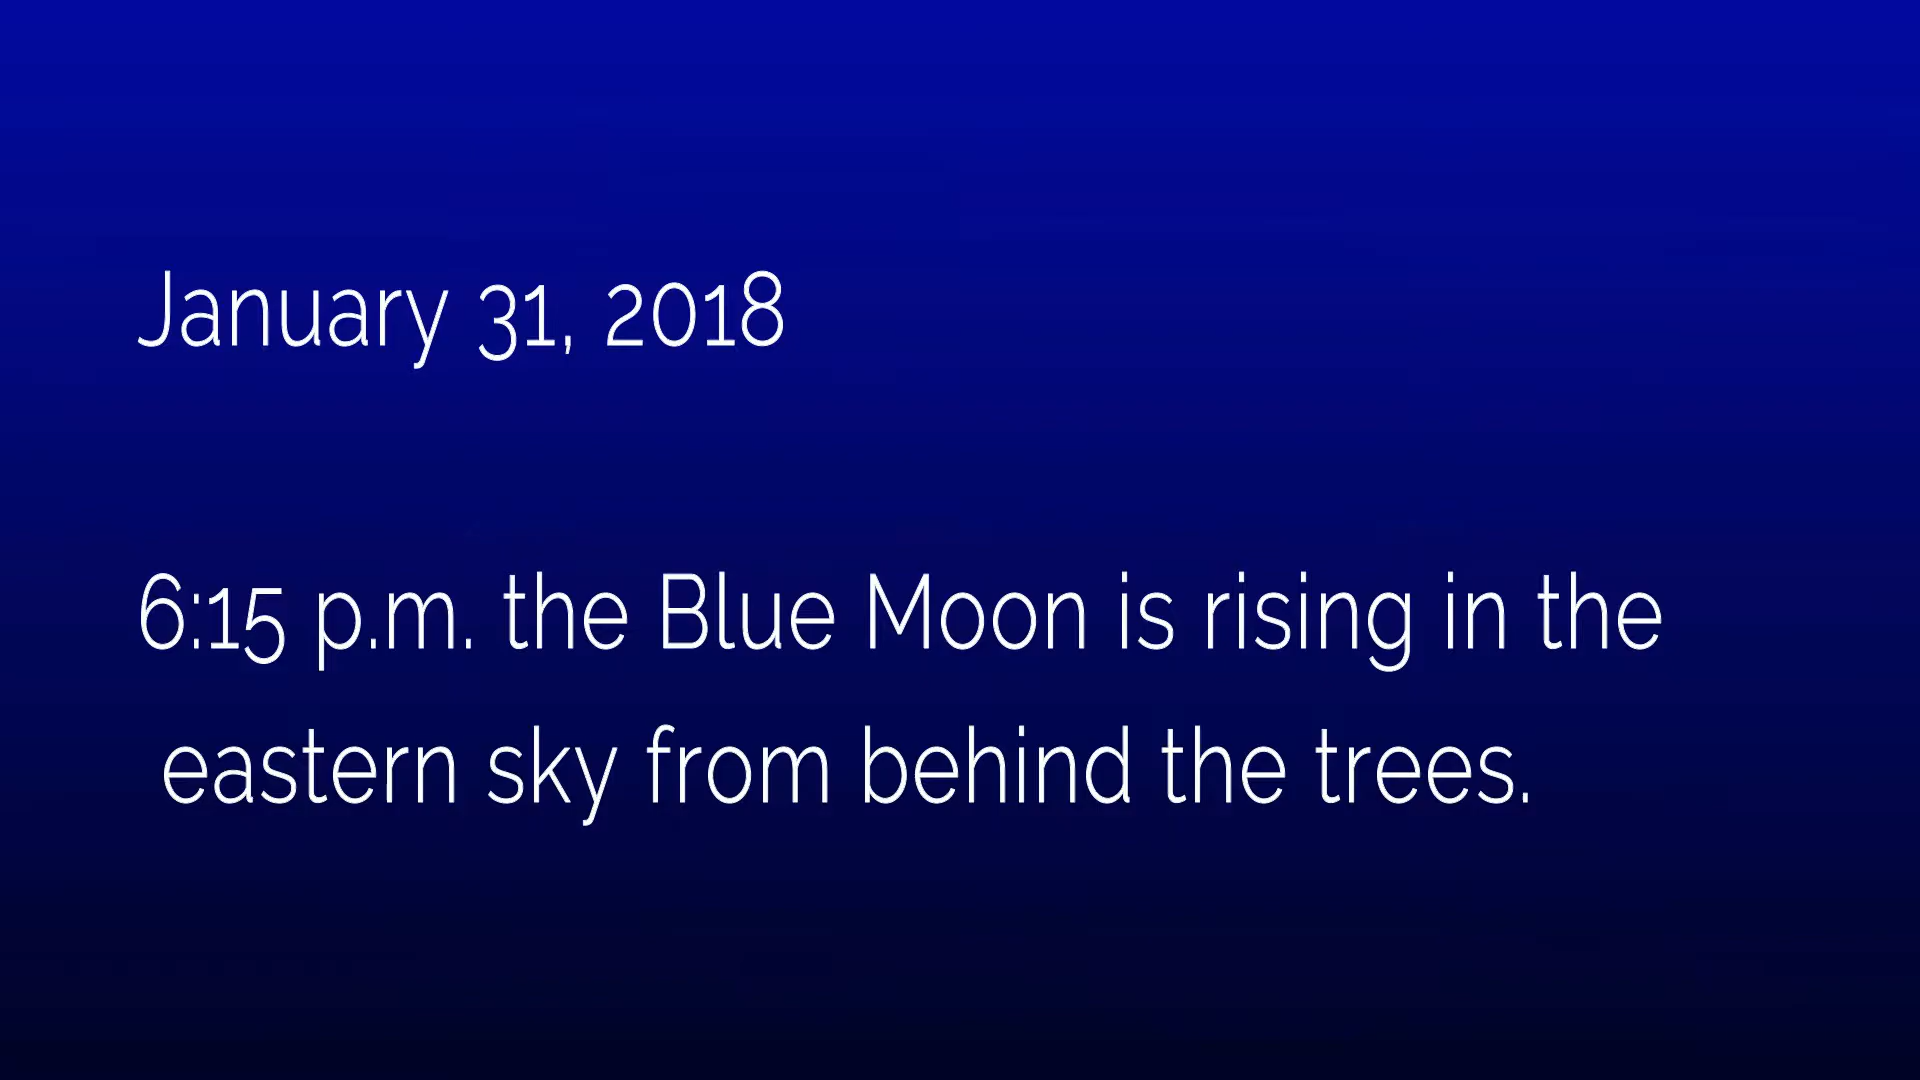 January 31, 2018
6:15 p.m. the Blue Moon is rising in the
eastern sky from behind the trees.